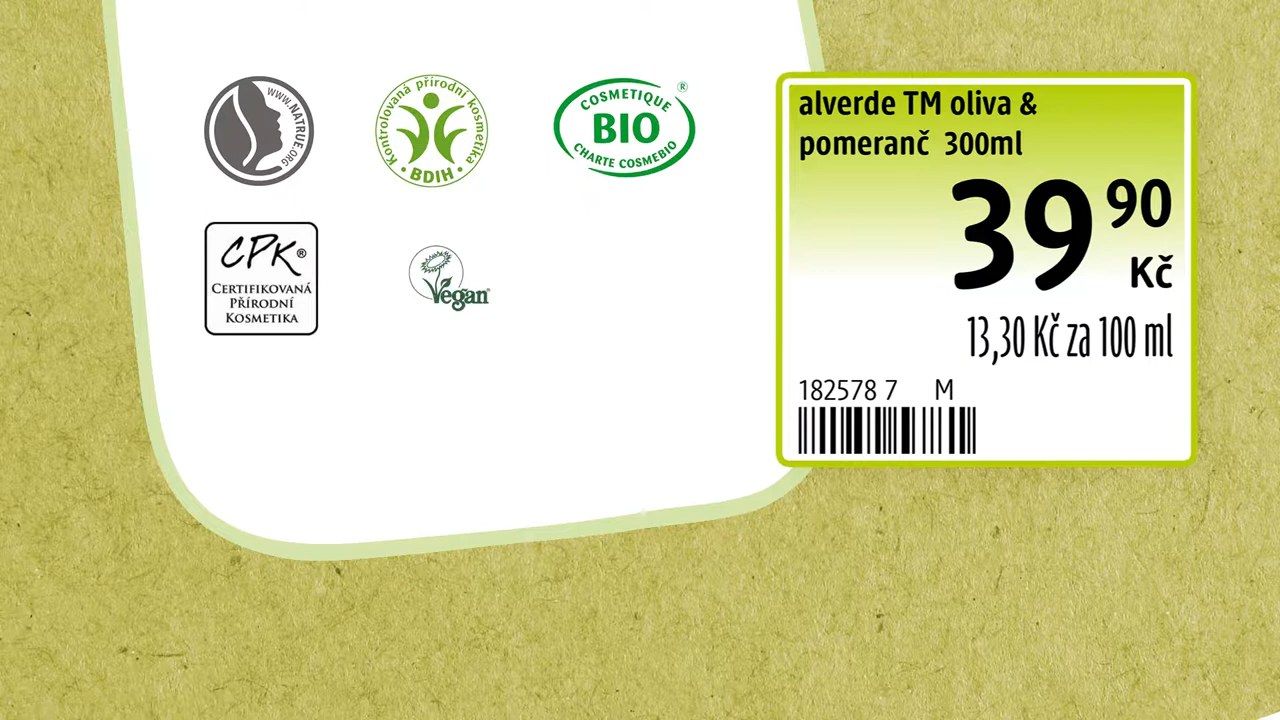 WWW.NATRUE.ORG
Kontrolovaná přírodní kosmetika
• BDIH •
COSMETIQUE
®
BIO
CHARTE COSMEBIO
CPK®
CERTIFIKOVANÁ
PŘÍRODNÍ
KOSMETIKA
Vegan®
alverde TM oliva &
pomeranč 300ml
39 90
Kč
13,30 Kč za 100 ml
182578 7 M